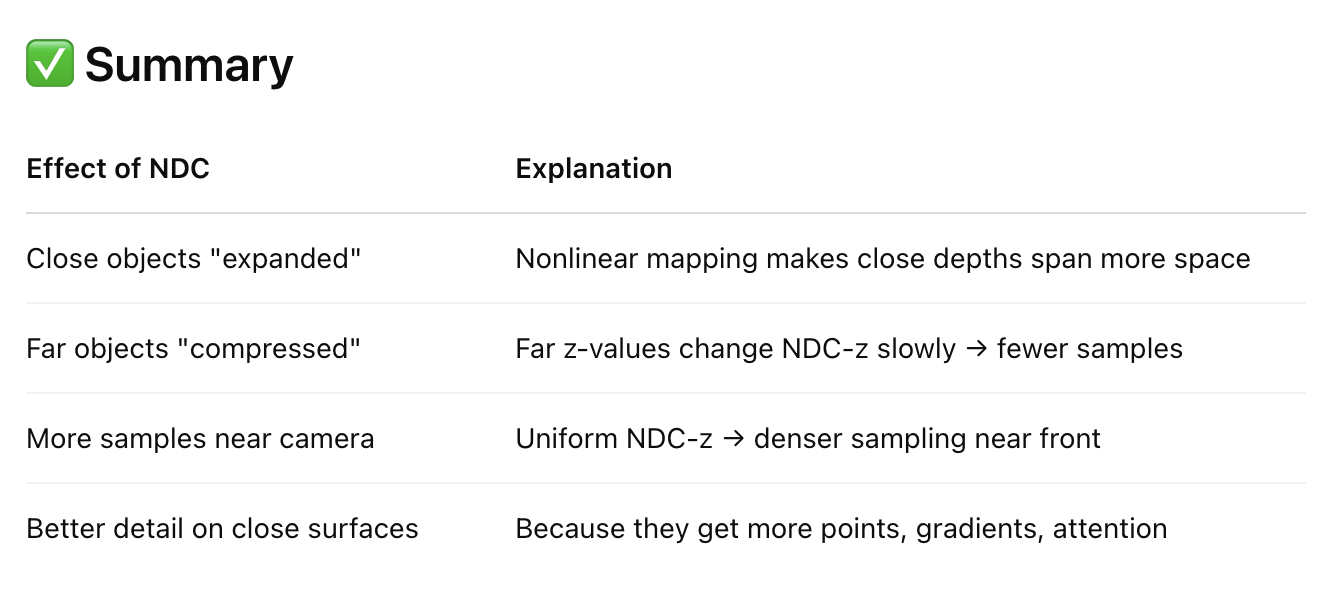 ✅ Summary
Effect of NDC Explanation
Close objects "expanded" Nonlinear mapping makes close depths span more space
Far objects "compressed" Far z-values change NDC-z slowly → fewer samples
More samples near camera Uniform NDC-z → denser sampling near front
Better detail on close surfaces Because they get more points, gradients, attention